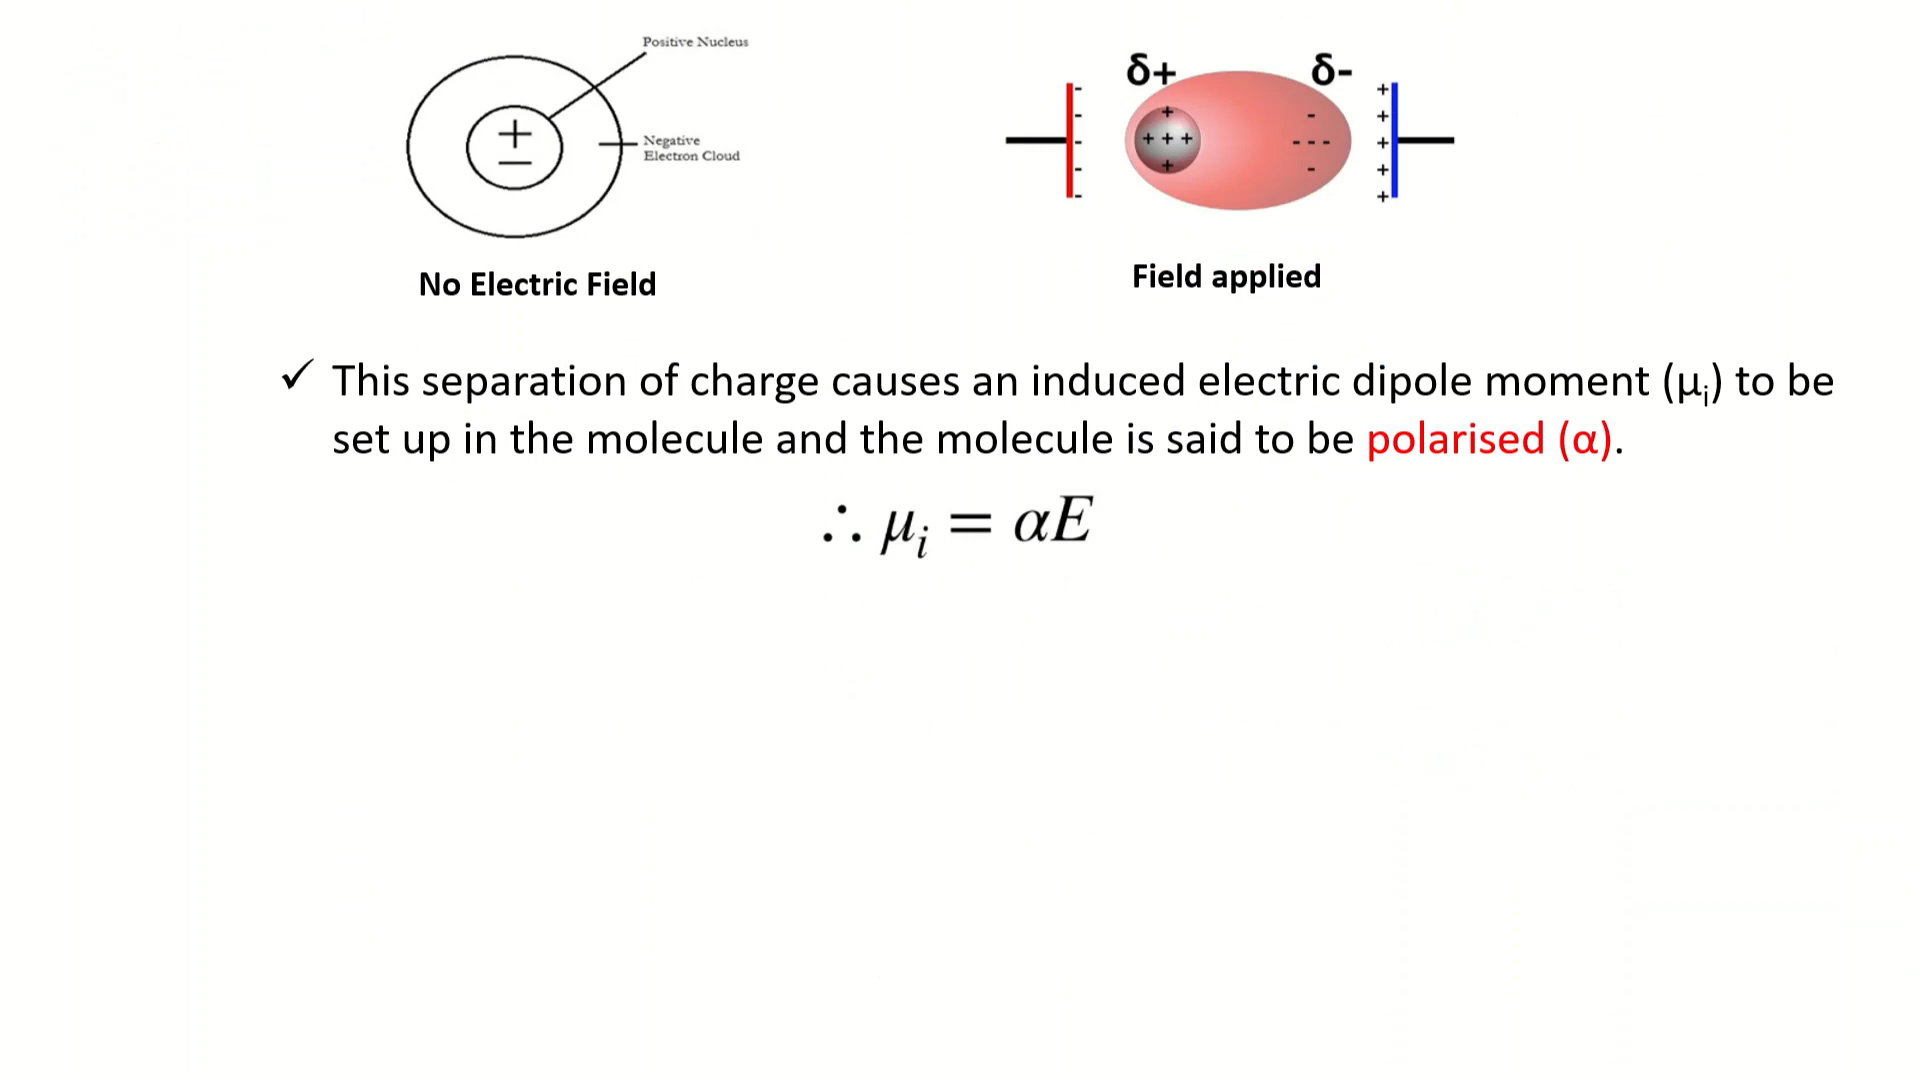 Positive Nucleus
+
−
Negative
Electron Cloud
No Electric Field
δ+
δ-
-
-
-
-
-
+
+ + +
+
-
- - -
-
+
+
+
+
+
Field applied
✓ This separation of charge causes an induced electric dipole moment (μᵢ) to be
set up in the molecule and the molecule is said to be polarised (α).
∴ μᵢ = αE